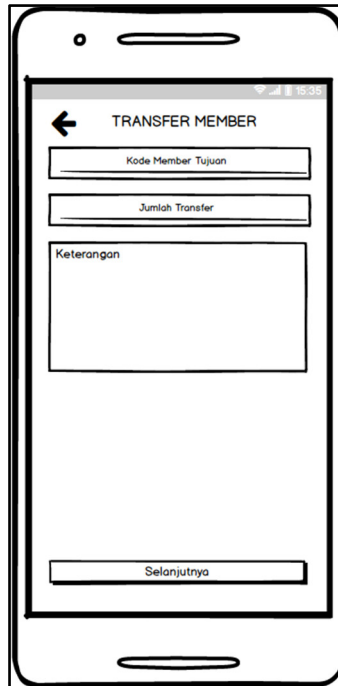 15:35
TRANSFER MEMBER
Kode Member Tujuan
Jumlah Transfer
Keterangan
Selanjutnya